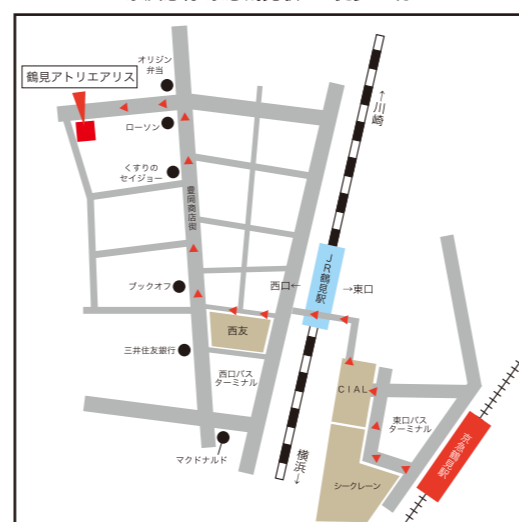 オリジン
弁当
鶴見アトリエアリス
ローソン
←川崎
くすりの
セイジョー
豊岡商店街
JR鶴見駅
西口←
→東口
ブックオフ
西友
三井住友銀行
西口バス
ターミナル
CIAL
東口バス
ターミナル
京急鶴見駅
マクドナルド
横浜→
シークレーン